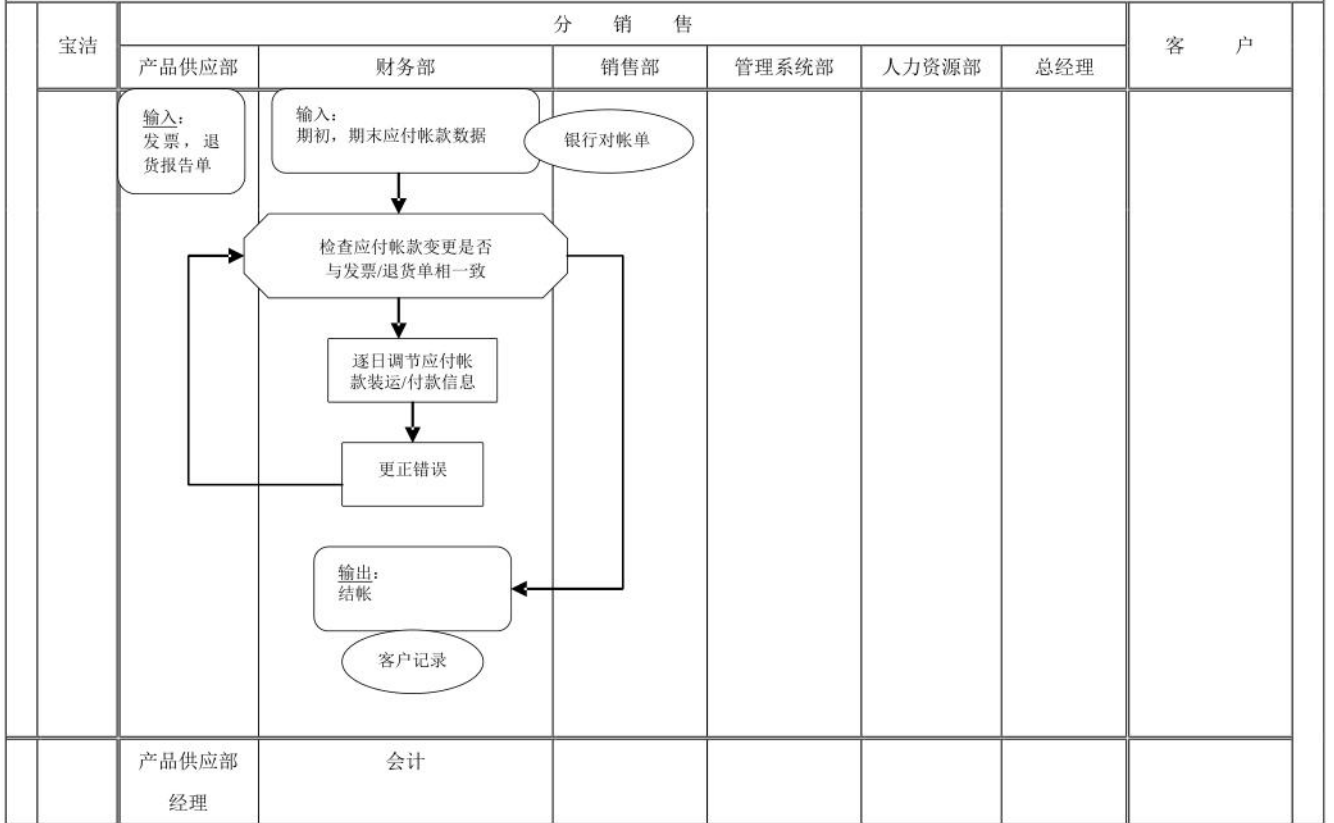 宝洁
分 销 售
客 户
产品供应部
财务部
销售部
管理系统部
人力资源部
总经理
输入：
发票，退
货报告单
输入：
期初，期末应付帐款数据
银行对帐单
检查应付帐款变更是否
与发票/退货单相一致
逐日调节应付帐
款装运/付款信息
更正错误
输出：
结帐
客户记录
产品供应部
经理
会计